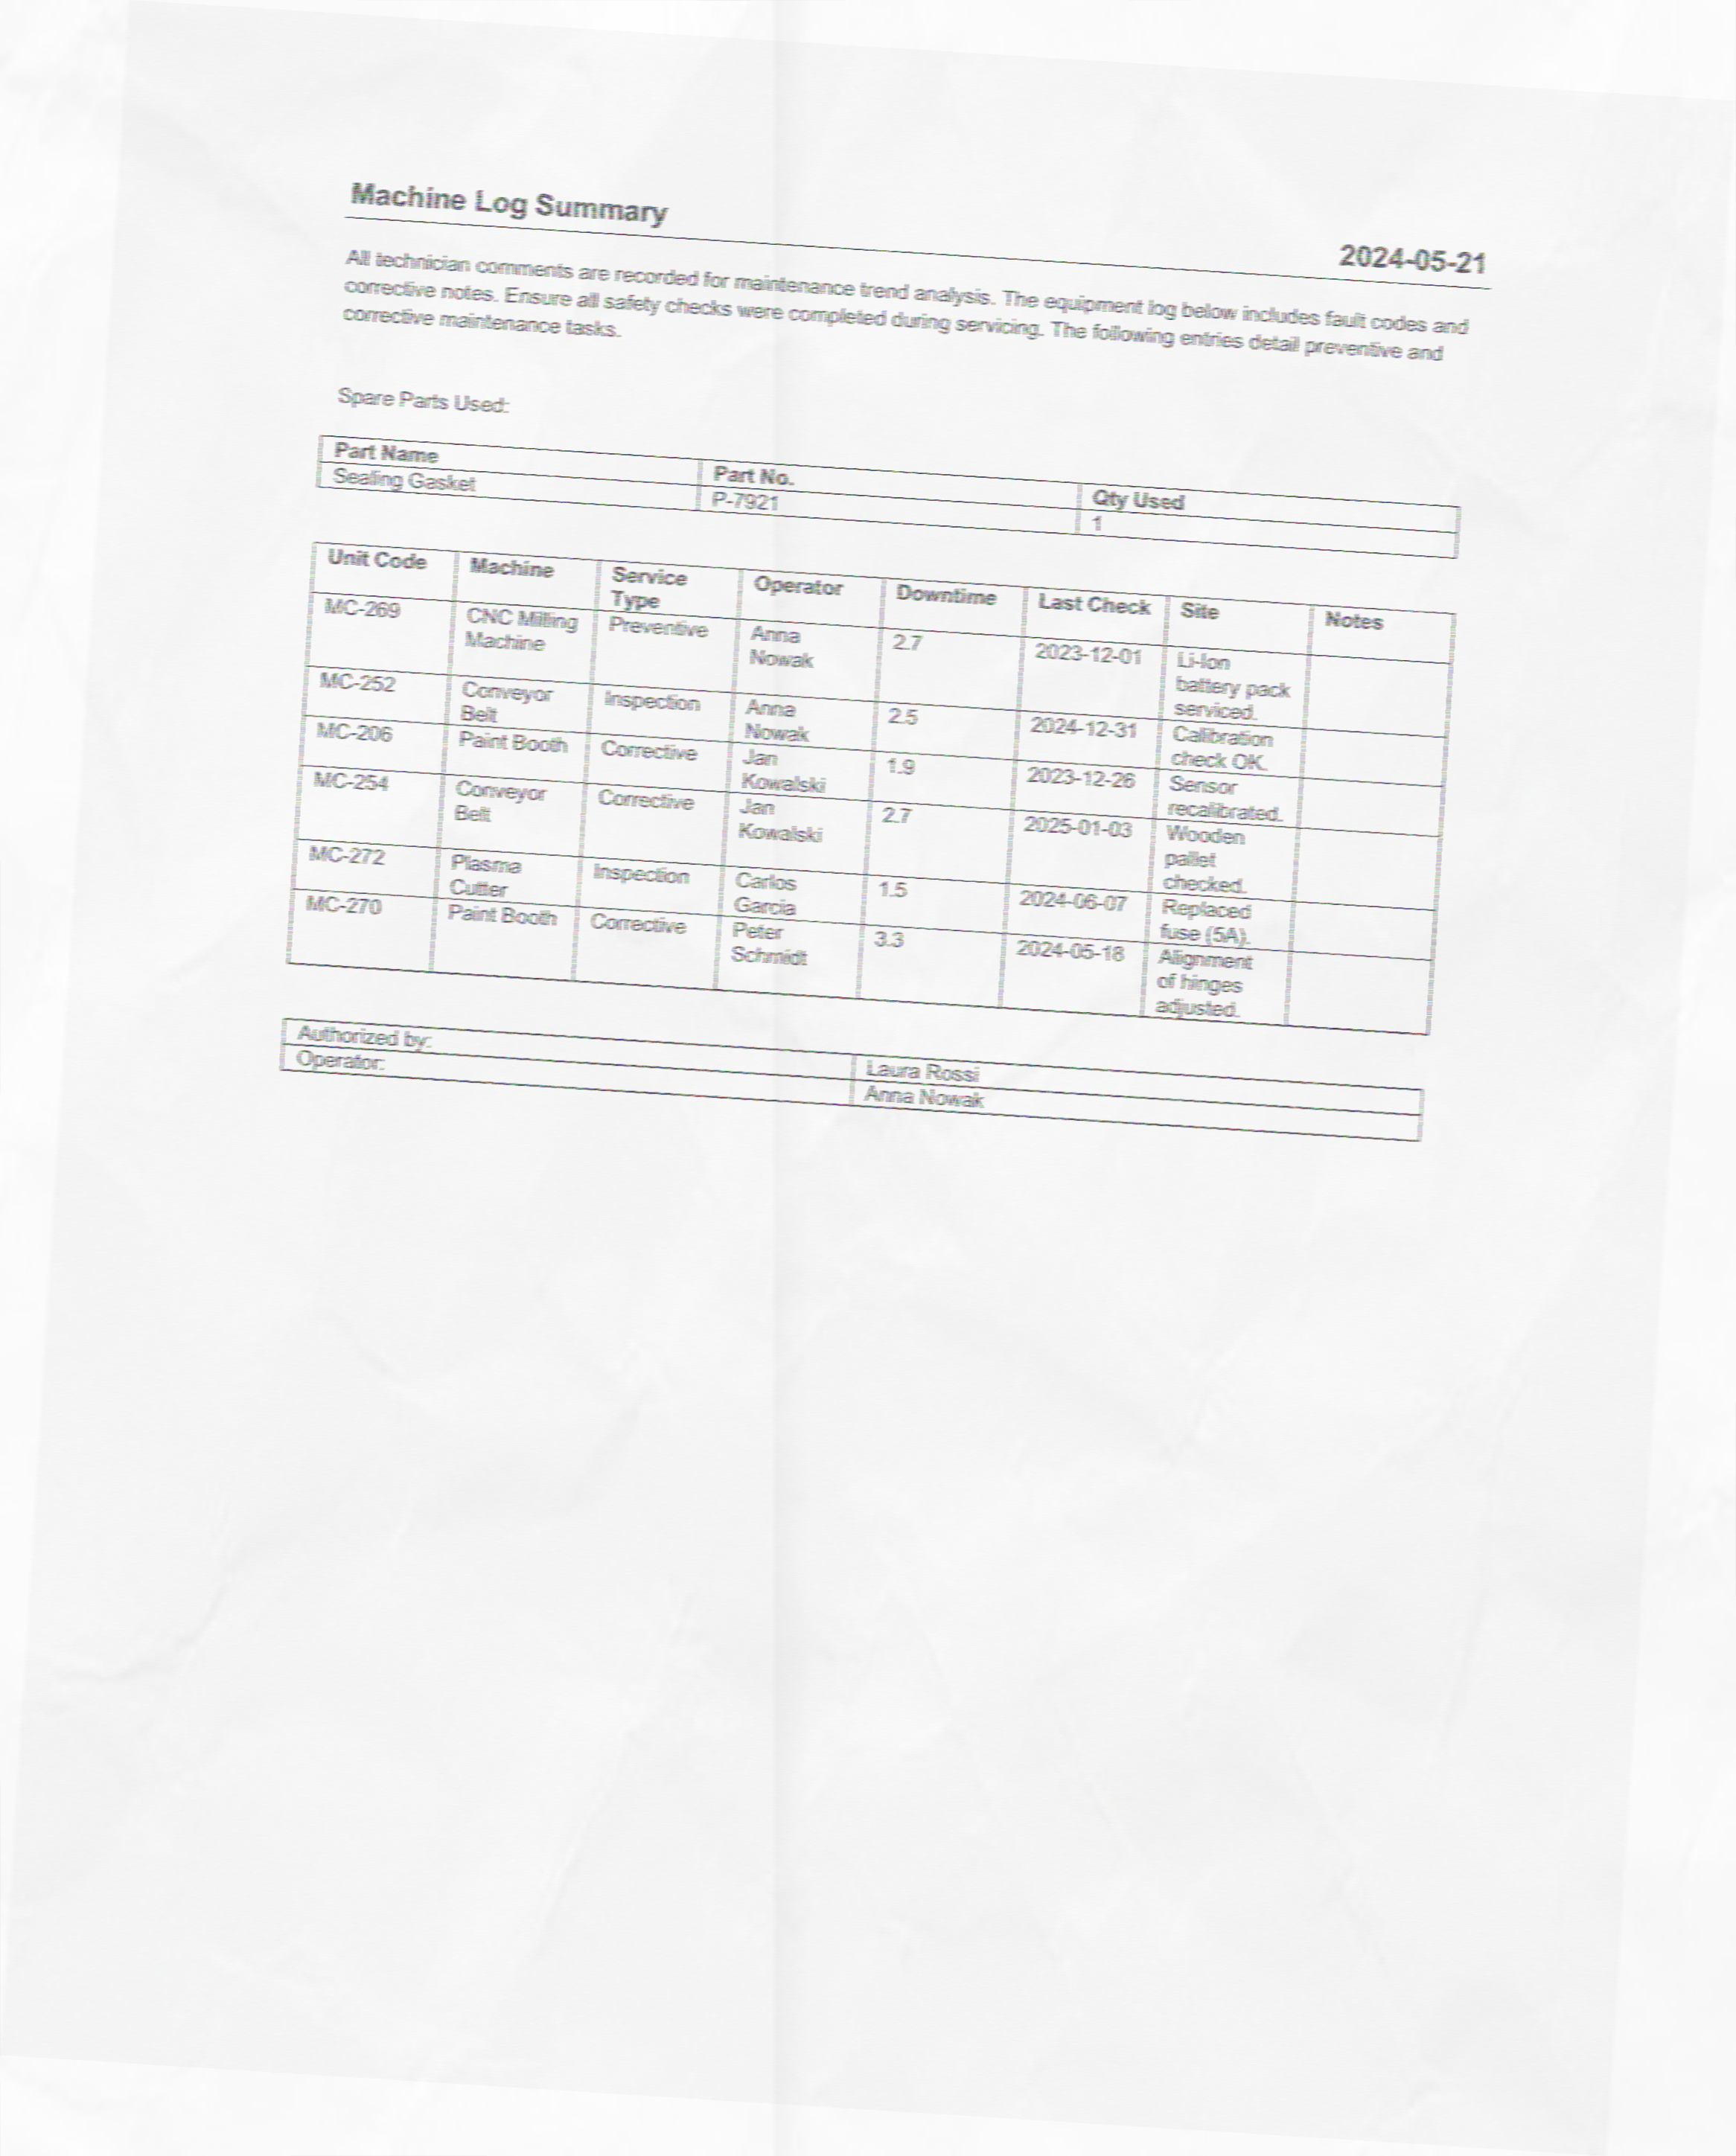 Machine Log Summary
2024-05-21
All technician comments are recorded for maintenance trend analysis. The equipment log below includes fault codes and
corrective notes. Ensure all safety checks were completed during servicing. The following entries detail preventive and
corrective maintenance tasks.
Spare Parts Used:
Part Name Part No. Qty Used
Sealing Gasket P-7921 1
Unit Code Machine Service Type Operator Downtime Last Check Site Notes
MC-269 CNC Milling Machine Preventive Anna Nowak 2.7 2023-12-01 Li-Ion battery pack serviced.
MC-252 Conveyor Belt Inspection Anna Nowak 2.5 2024-12-31 Calibration check OK.
MC-206 Paint Booth Corrective Jan Kowalski 1.9 2023-12-26 Sensor recalibrated.
MC-254 Conveyor Belt Corrective Jan Kowalski 2.7 2025-01-03 Wooden pallet checked.
MC-272 Plasma Cutter Inspection Carlos Garcia 1.5 2024-06-07 Replaced fuse (5A).
MC-270 Paint Booth Corrective Peter Schmidt 3.3 2024-05-18 Alignment of hinges adjusted.
Authorized by: Laura Rossi
Operator: Anna Nowak